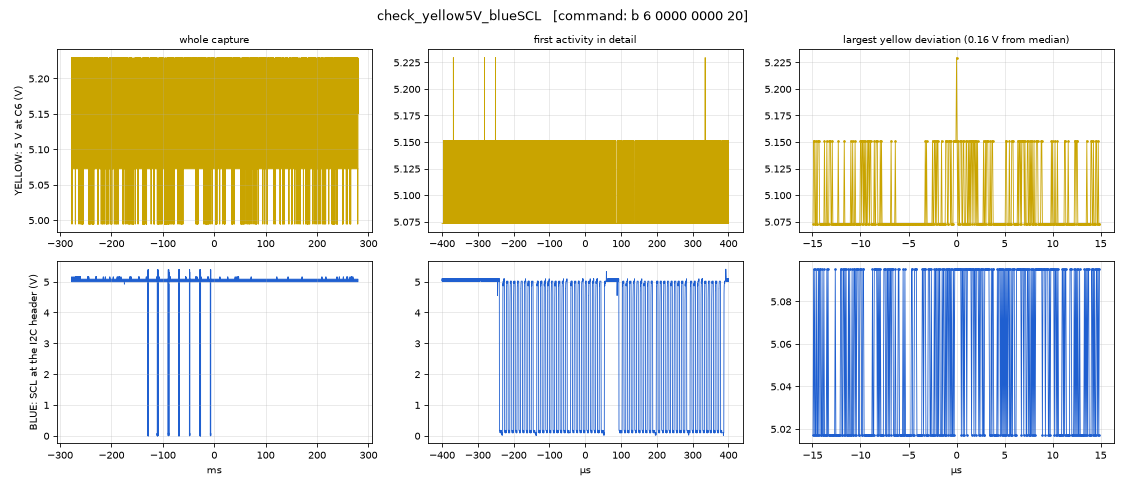 check_yellow5V_blueSCL   [command: b 6 0000 0000 20]
whole capture
first activity in detail
largest yellow deviation (0.16 V from median)
YELLOW: 5 V at C6 (V)
5.20
5.15
5.10
5.05
5.00
−300 −200 −100 0 100 200 300
5.225
5.200
5.175
5.150
5.125
5.100
5.075
−400 −300 −200 −100 0 100 200 300 400
5.225
5.200
5.175
5.150
5.125
5.100
5.075
−15 −10 −5 0 5 10 15
BLUE: SCL at the I2C header (V)
5
4
3
2
1
0
−300 −200 −100 0 100 200 300
ms
5
4
3
2
1
0
−400 −300 −200 −100 0 100 200 300 400
µs
5.08
5.06
5.04
5.02
−15 −10 −5 0 5 10 15
µs